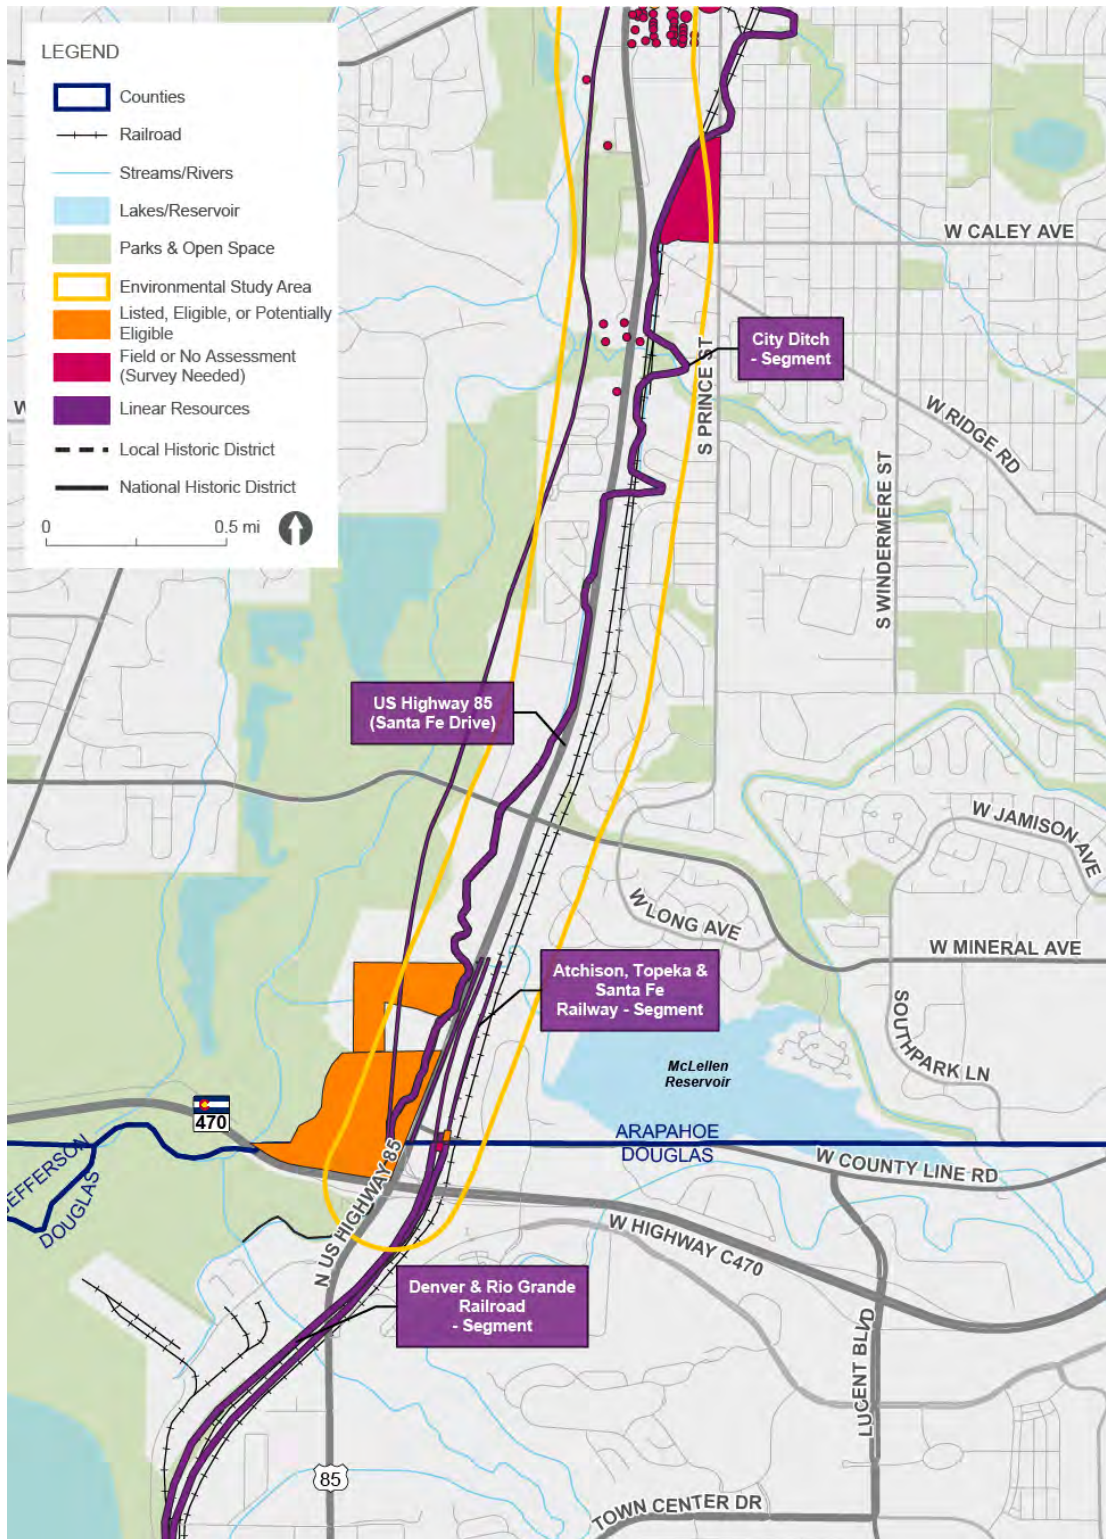 LEGEND
Counties
Railroad
Streams/Rivers
Lakes/Reservoir
Parks & Open Space
Environmental Study Area
Listed, Eligible, or Potentially
Eligible
Field or No Assessment
(Survey Needed)
Linear Resources
Local Historic District
National Historic District
0 0.5 mi
W
W CALEY AVE
City Ditch
- Segment
S PRINCE ST
W RIDGE RD
S WINDERMERE ST
US Highway 85
(Santa Fe Drive)
W JAMISON AVE
W LONG AVE
W MINERAL AVE
Atchison, Topeka &
Santa Fe
Railway - Segment
SOUTHPARK LN
McLellen
Reservoir
470
ARAPAHOE
DOUGLAS
JEFFERSON
DOUGLAS
W COUNTY LINE RD
N US HIGHWAY 85
W HIGHWAY C470
Denver & Rio Grande
Railroad
- Segment
LUCENT BLVD
85
TOWN CENTER DR